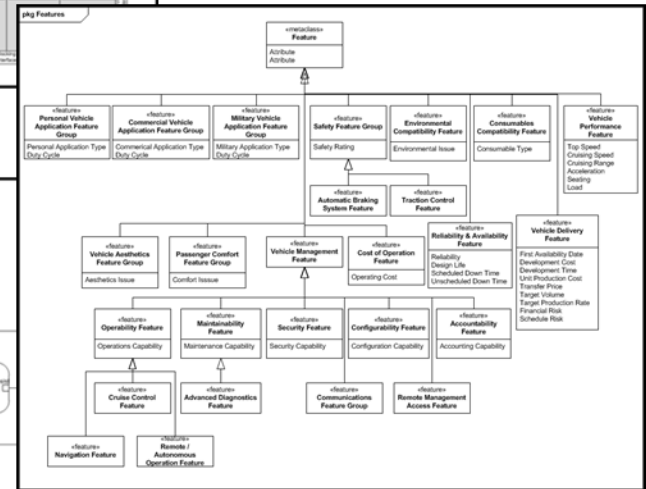 pkg Features
«metaclass»
Feature
Attribute
Attribute
«feature»
Personal Vehicle
Application Feature
Group
Personal Application Type
Duty Cycle
«feature»
Commercial Vehicle
Application Feature Group
Commerical Application Type
Duty Cycle
«feature»
Military Vehicle
Application Feature
Group
Military Application Type
Duty Cycle
«feature»
Safety Feature Group
Safety Rating
«feature»
Environmental
Compatibility Feature
Environmental Issue
«feature»
Consumables
Compatibility Feature
Consumable Type
«feature»
Vehicle
Performance
Feature
Top Speed
Cruising Speed
Cruising Range
Acceleration
Seating
Load
«feature»
Automatic Braking
System Feature
«feature»
Traction Control
Feature
«feature»
Vehicle Aesthetics
Feature Group
Aesthetics Issue
«feature»
Passenger Comfort
Feature Group
Comfort Isssue
«feature»
Vehicle Management
Feature
«feature»
Cost of Operation
Feature
Operating Cost
«feature»
Reliability & Availability
Feature
Reliability
Design Life
Scheduled Down Time
Unscheduled Down Time
«feature»
Vehicle Delivery
Feature
First Availability Date
Development Cost
Development Time
Unit Production Cost
Transfer Price
Target Volume
Target Production Rate
Financial Risk
Schedule Risk
«feature»
Operability Feature
Operations Capability
«feature»
Maintainability
Feature
Maintenance Capability
«feature»
Security Feature
Security Capability
«feature»
Configurability Feature
Configuration Capability
«feature»
Accountability
Feature
Accounting Capability
«feature»
Cruise Control
Feature
«feature»
Advanced Diagnostics
Feature
«feature»
Communications
Feature Group
«feature»
Remote Management
Access Feature
«feature»
Navigation Feature
«feature»
Remote /
Autonomous
Operation Feature